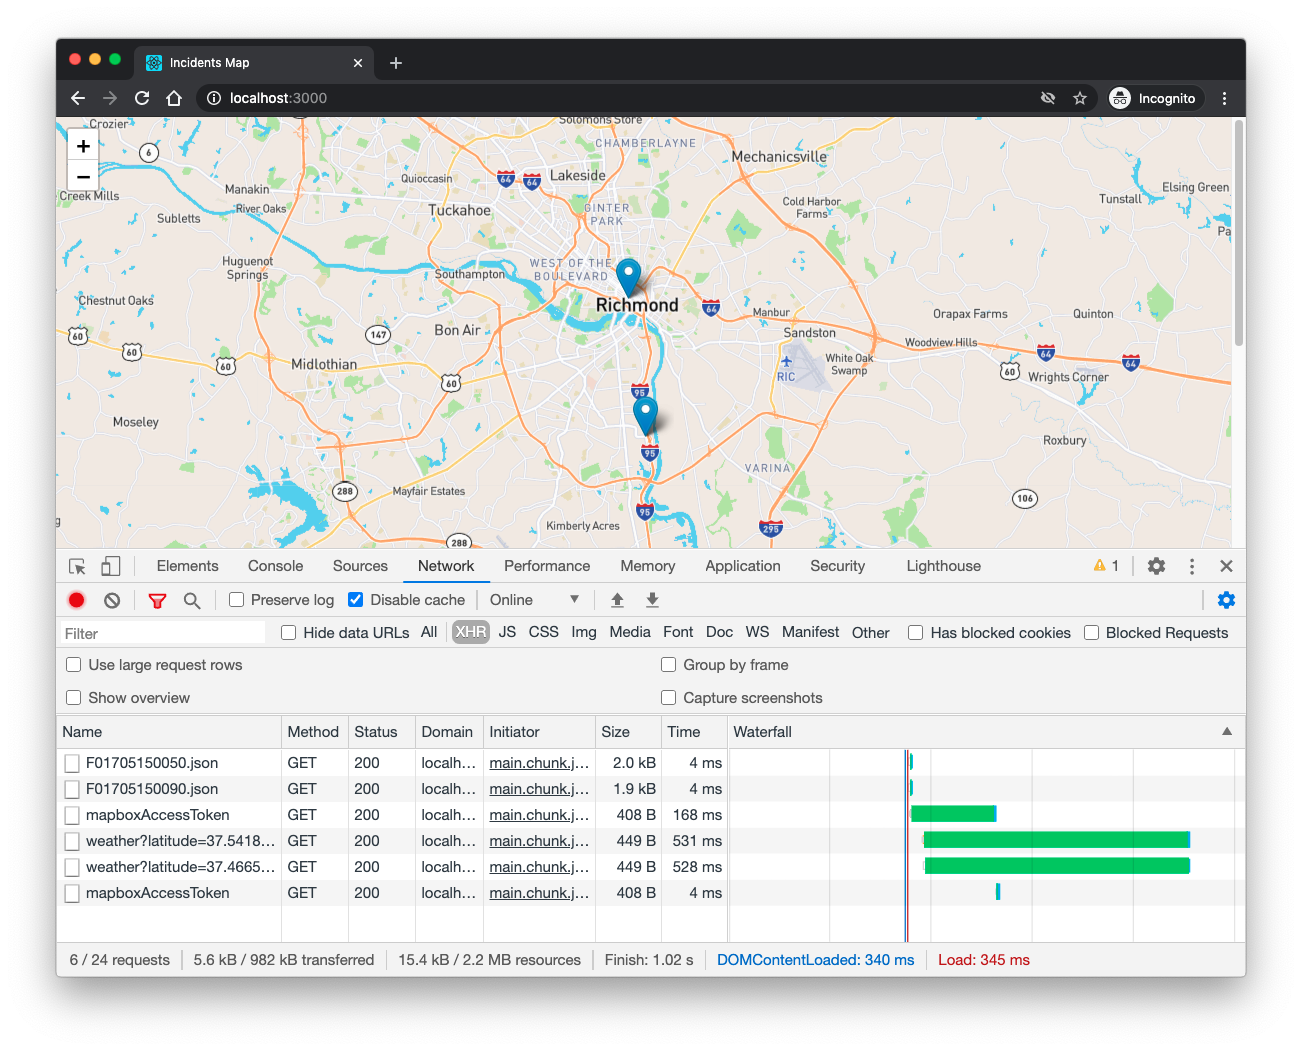 Incidents Map
localhost:3000
Incognito
+
−
Crozier
Solomons Store
CHAMBERLAYNE
6
Mechanicsville
Creek Mills
Manakin
Quioccasin
64
64
Lakeside
Elsing Green
Tunstall
Subletts
River Oaks
Tuckahoe
GINTER
PARK
Cold Harbor
Farms
Pa
Huguenot
Springs
Southampton
WEST OF THE
BOULEVARD
Chestnut Oaks
Richmond
64
Manbur
Orapax Farms
Quinton
60
60
60
147
Bon Air
Sandston
Woodview Hills
64
64
Midlothian
60
RIC
White Oak
Swamp
60
Wrights Corner
95
Moseley
95
Roxbury
VARINA
288
Mayfair Estates
106
g
95
Kimberly Acres
295
288
Elements Console Sources Network Performance Memory Application Security Lighthouse 1
Preserve log Disable cache Online
Filter Hide data URLs All XHR JS CSS Img Media Font Doc WS Manifest Other Has blocked cookies Blocked Requests
Use large request rows Group by frame
Show overview Capture screenshots
Name Method Status Domain Initiator Size Time Waterfall
F01705150050.json GET 200 localh… main.chunk.j… 2.0 kB 4 ms
F01705150090.json GET 200 localh… main.chunk.j… 1.9 kB 4 ms
mapboxAccessToken GET 200 localh… main.chunk.j… 408 B 168 ms
weather?latitude=37.5418… GET 200 localh… main.chunk.j… 449 B 531 ms
weather?latitude=37.4665… GET 200 localh… main.chunk.j… 449 B 528 ms
mapboxAccessToken GET 200 localh… main.chunk.j… 408 B 4 ms
6 / 24 requests 5.6 kB / 982 kB transferred 15.4 kB / 2.2 MB resources Finish: 1.02 s DOMContentLoaded: 340 ms Load: 345 ms